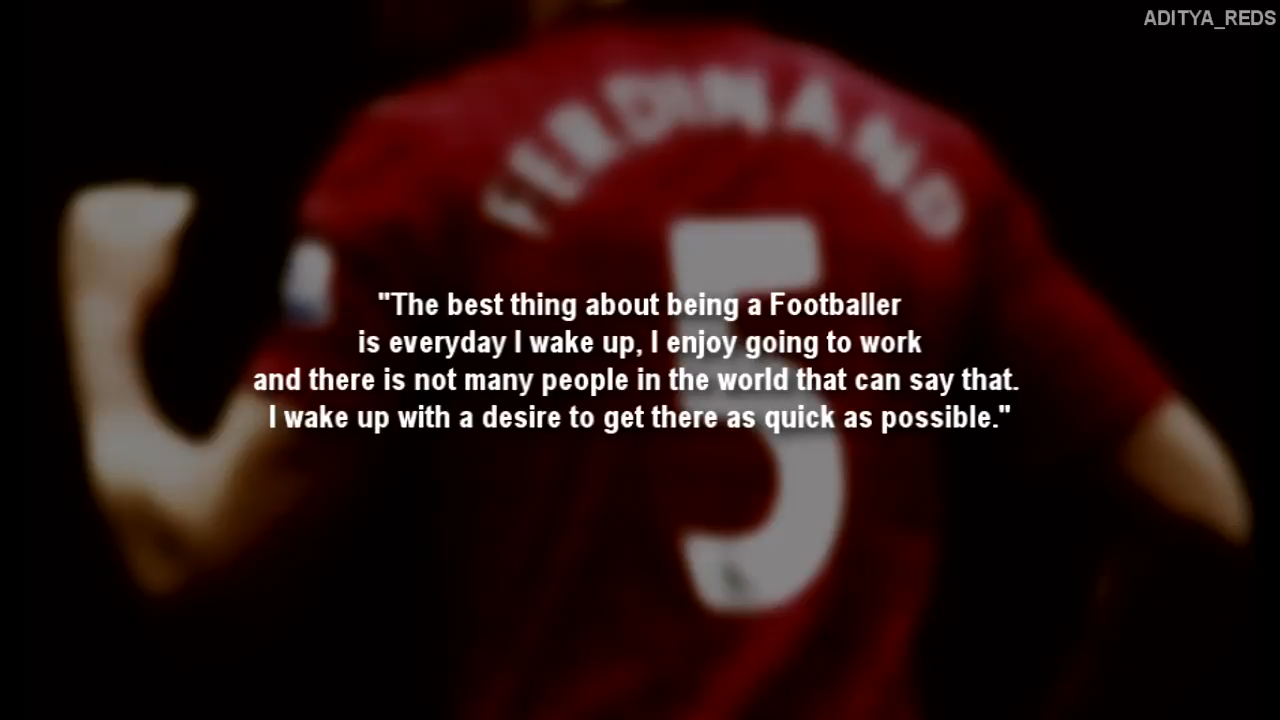 ADITYA_REDS
FERDINAND
5
"The best thing about being a Footballer
is everyday I wake up, I enjoy going to work
and there is not many people in the world that can say that.
I wake up with a desire to get there as quick as possible."